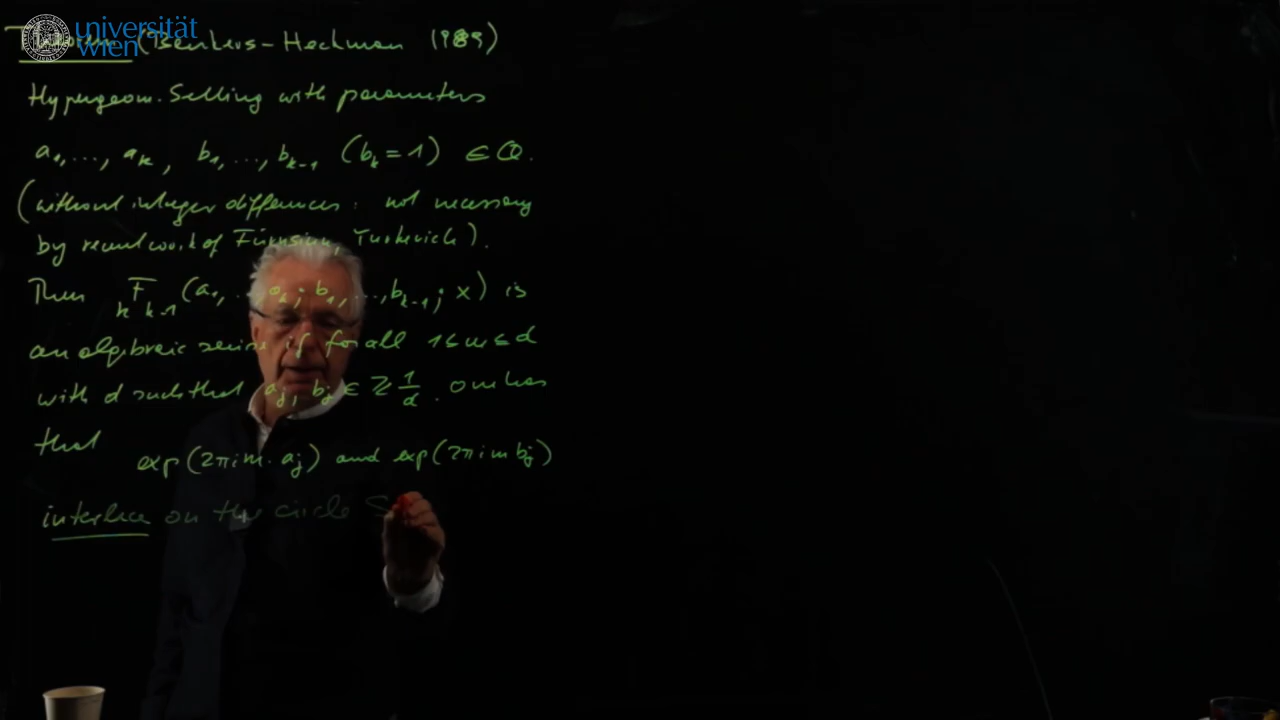 universität
wien
Theorem (Beukers-Heckman 1989)
Hypergeom. Setting with parameters
a₁, ..., aₖ, b₁, ..., bₖ₋₁ (bₖ = 1) ∈ ℚ.
(without integer differences: not necessary
by recent work of Fürnsinn, Yurkevich).
Then ₖFₖ₋₁ (a₁, ..., aₖ; b₁, ..., bₖ₋₁; x) is
an algebraic series if for all 1 ≤ m ≤ d
with d such that aⱼ, bⱼ ∈ ℤ 1/d. one has
that
exp(2πi m · aⱼ) and exp(2πi m bⱼ)
interlace on the circle S